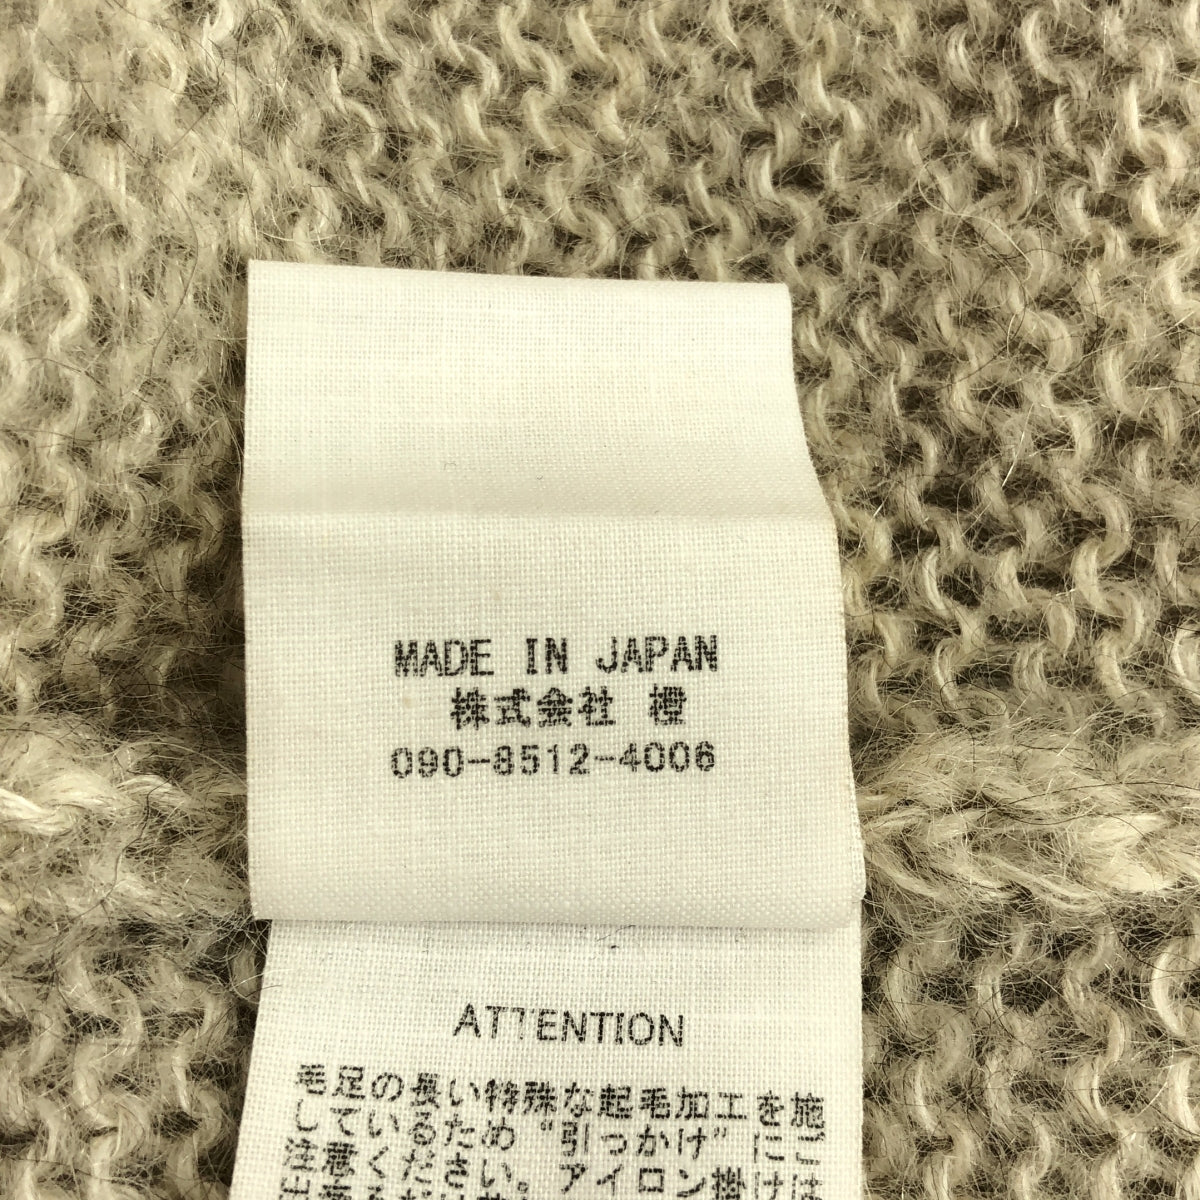 MADE IN JAPAN
株式会社 橙
090-8512-4006
ATTENTION
毛足の長い特殊な起毛加工を施
しているため“引っかけ”にご
注意ください。アイロン掛けは